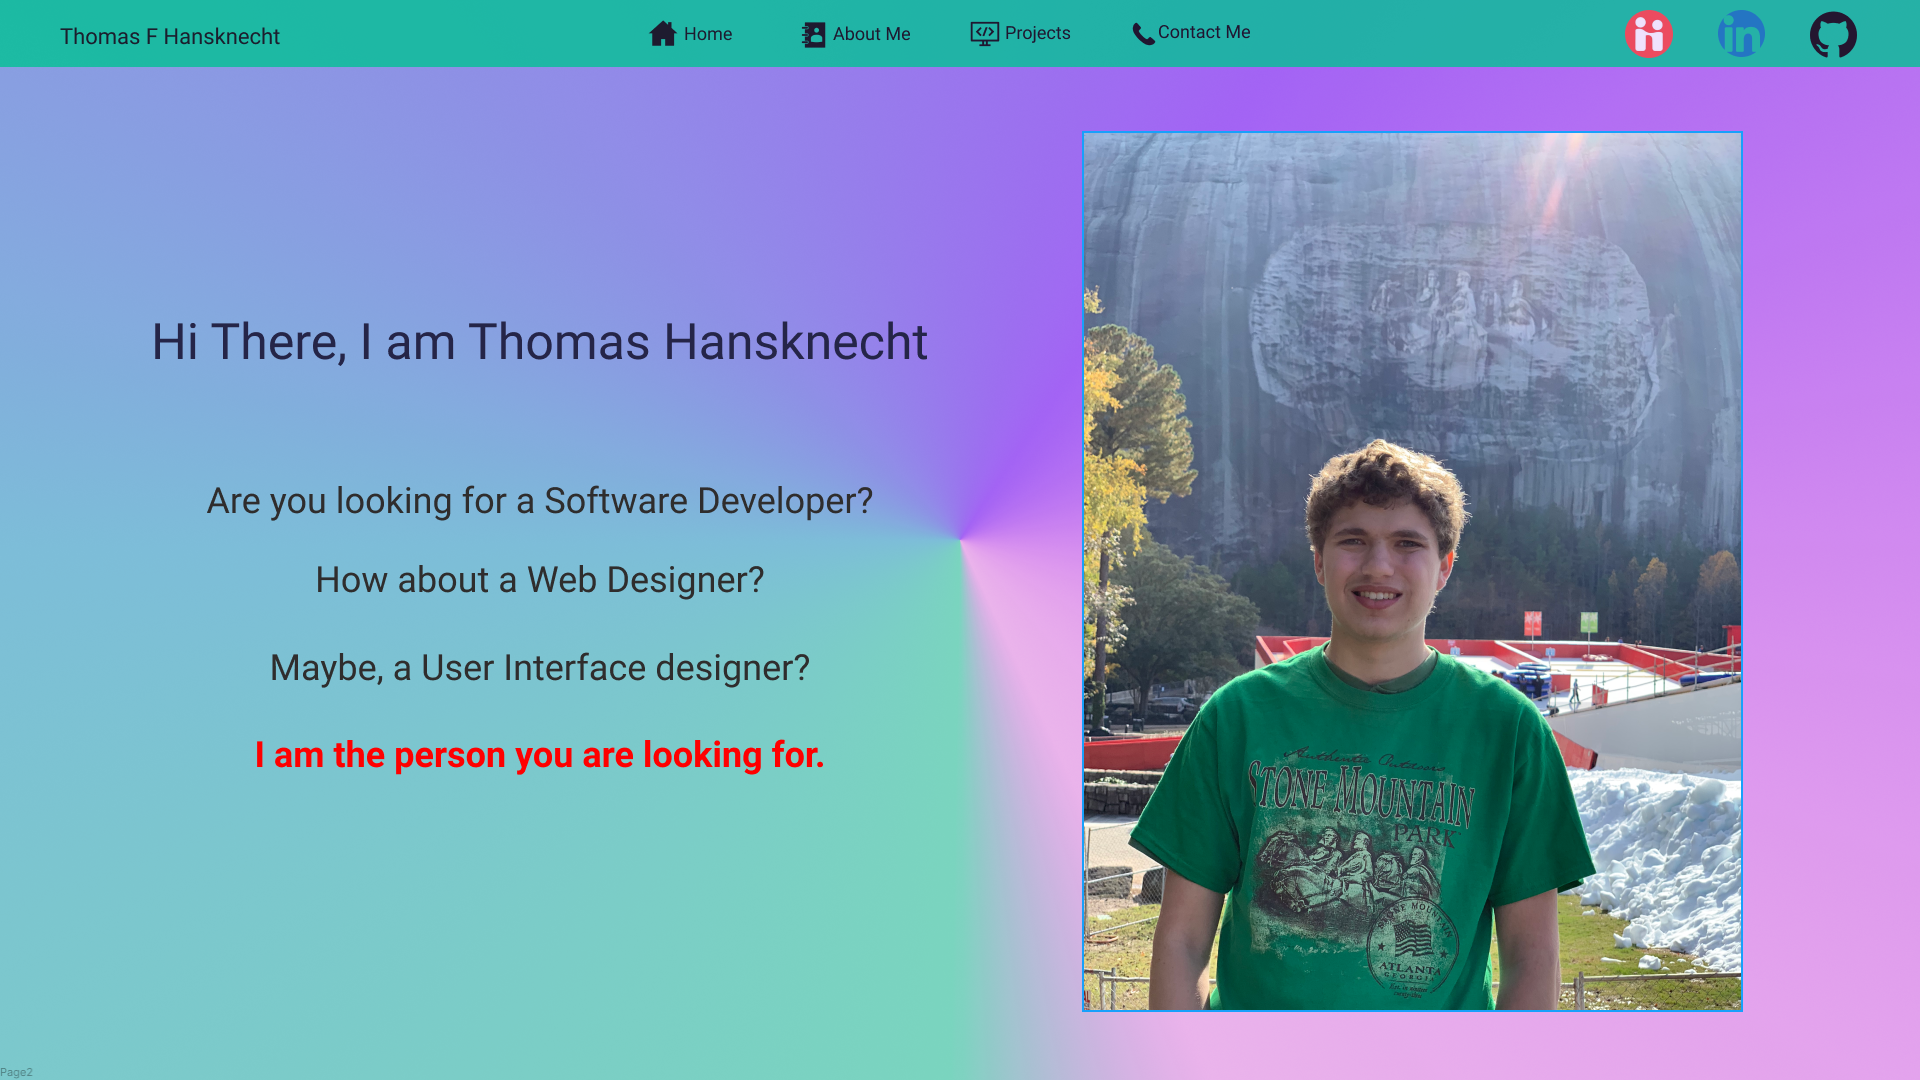 Thomas F Hansknecht
Home
About Me
Projects
Contact Me
in
Hi There, I am Thomas Hansknecht
Are you looking for a Software Developer?
How about a Web Designer?
Maybe, a User Interface designer?
I am the person you are looking for.
Authentic Outdoors
STONE MOUNTAIN
PARK
STONE MOUNTAIN
ATLANTA
GEORGIA
Page2